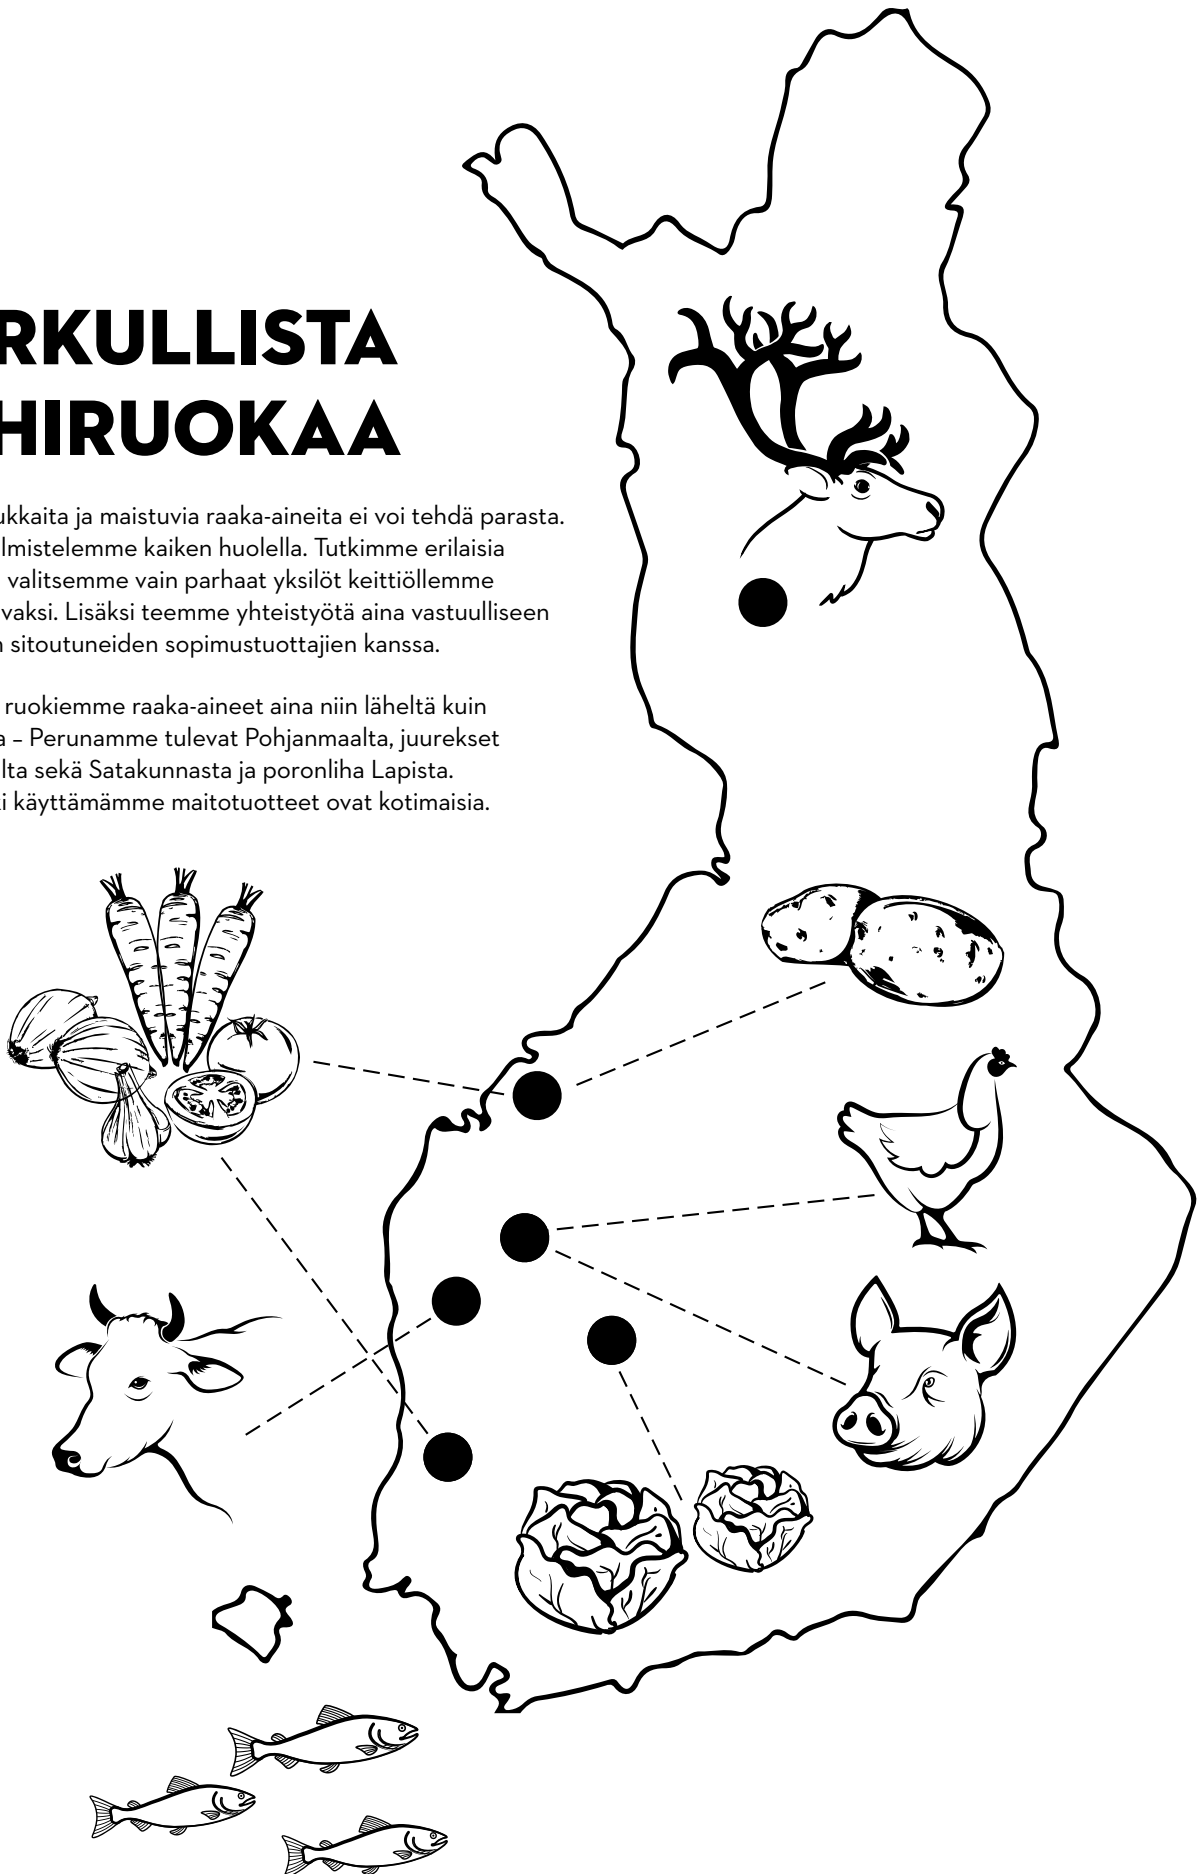 RKULLISTA
HIRUOKAA
ukkaita ja maistuvia raaka-aineita ei voi tehdä parasta.
lmistelemme kaiken huolella. Tutkimme erilaisia
valitsemme vain parhaat yksilöt keittiöllemme
vaksi. Lisäksi teemme yhteistyötä aina vastuulliseen
n sitoutuneiden sopimustuottajien kanssa.
ruokiemme raaka-aineet aina niin läheltä kuin
a – Perunamme tulevat Pohjanmaalta, juurekset
lta sekä Satakunnasta ja poronliha Lapista.
i käyttämämme maitotuotteet ovat kotimaisia.